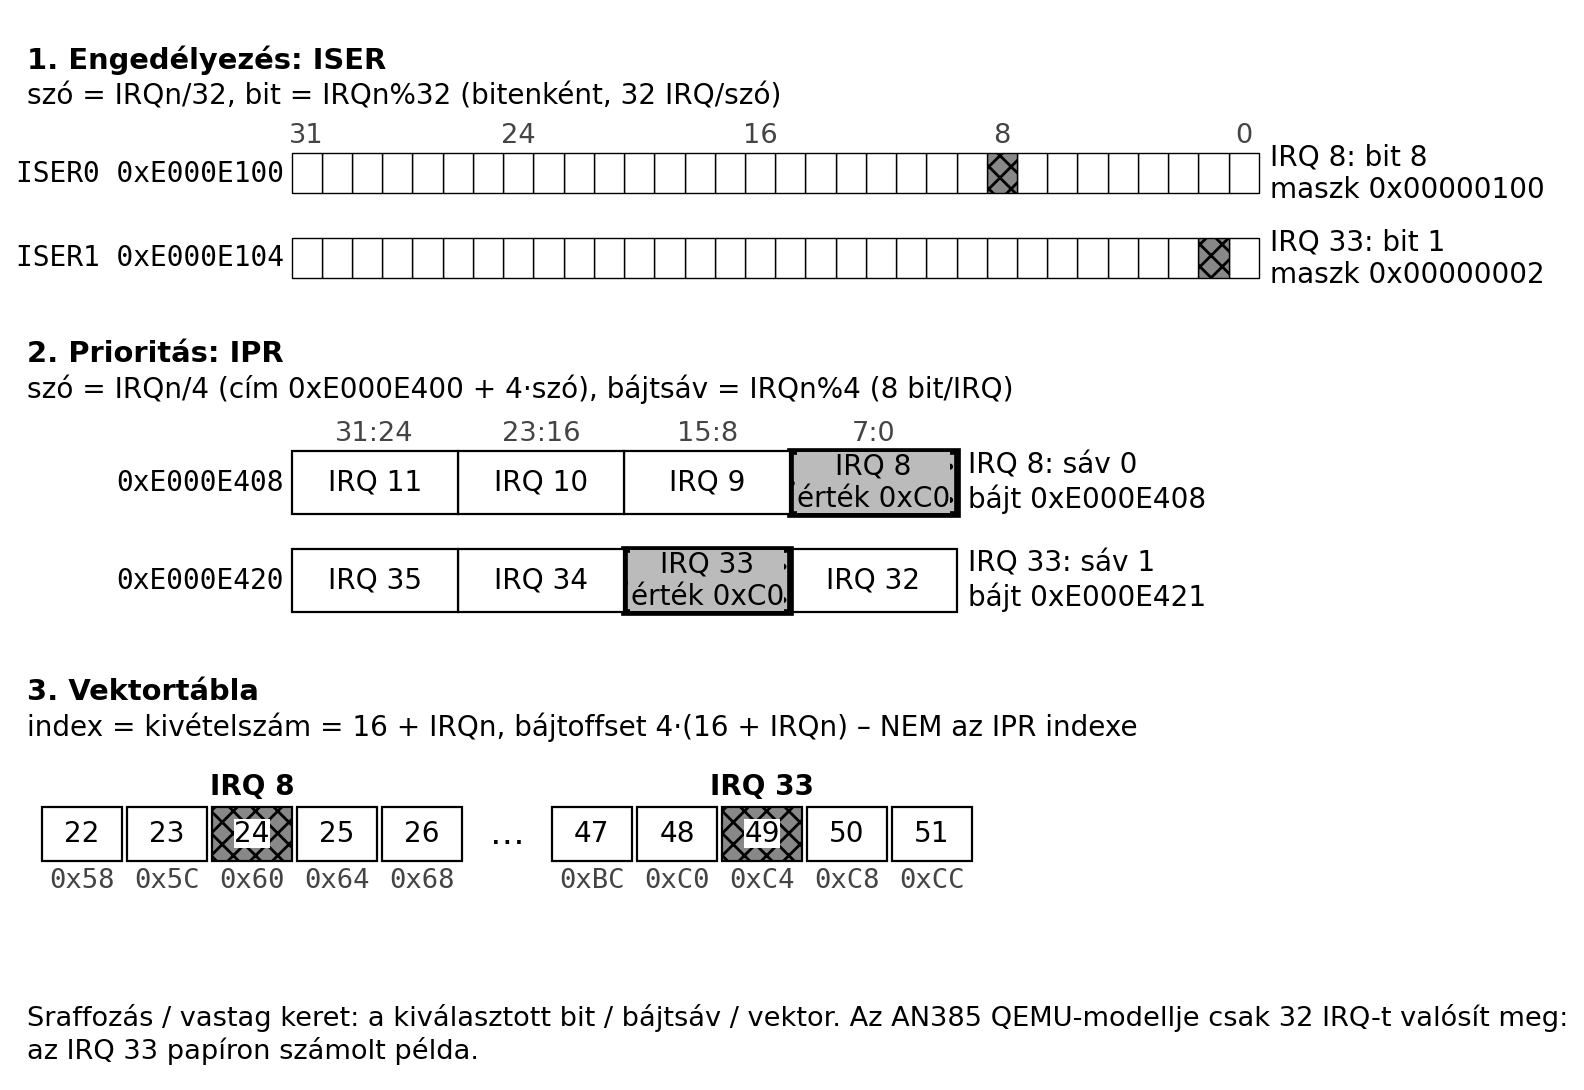 1. Engedélyezés: ISER
szó = IRQn/32, bit = IRQn%32 (bitenként, 32 IRQ/szó)
31 24 16 8 0
ISER0 0xE000E100
IRQ 8: bit 8
maszk 0x00000100
ISER1 0xE000E104
IRQ 33: bit 1
maszk 0x00000002
2. Prioritás: IPR
szó = IRQn/4 (cím 0xE000E400 + 4·szó), bájtsáv = IRQn%4 (8 bit/IRQ)
31:24 23:16 15:8 7:0
0xE000E408 IRQ 11 IRQ 10 IRQ 9
IRQ 8
érték 0xC0
IRQ 8: sáv 0
bájt 0xE000E408
0xE000E420 IRQ 35 IRQ 34
IRQ 33
érték 0xC0
IRQ 32
IRQ 33: sáv 1
bájt 0xE000E421
3. Vektortábla
index = kivételszám = 16 + IRQn, bájtoffset 4·(16 + IRQn) – NEM az IPR indexe
IRQ 8 IRQ 33
22 23 24 25 26 ... 47 48 49 50 51
0x58 0x5C 0x60 0x64 0x68 0xBC 0xC0 0xC4 0xC8 0xCC
Sraffozás / vastag keret: a kiválasztott bit / bájtsáv / vektor. Az AN385 QEMU-modellje csak 32 IRQ-t valósít meg:
az IRQ 33 papíron számolt példa.